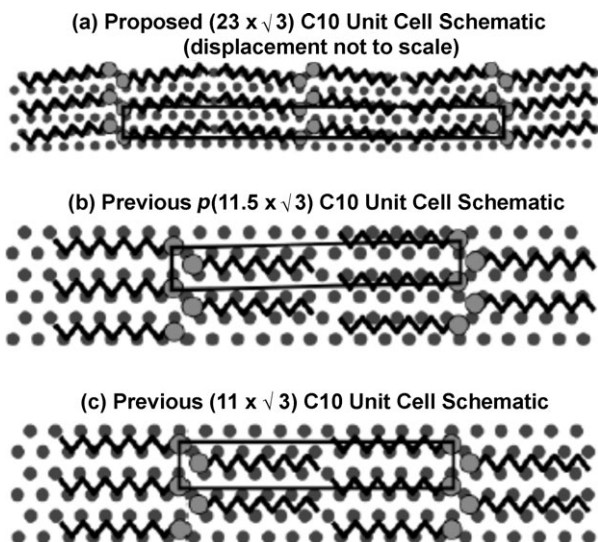 (a) Proposed (23 x √3) C10 Unit Cell Schematic
(displacement not to scale)
(b) Previous p(11.5 x √3) C10 Unit Cell Schematic
(c) Previous (11 x √3) C10 Unit Cell Schematic